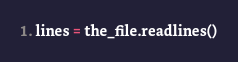 1. lines = the_file.readlines()